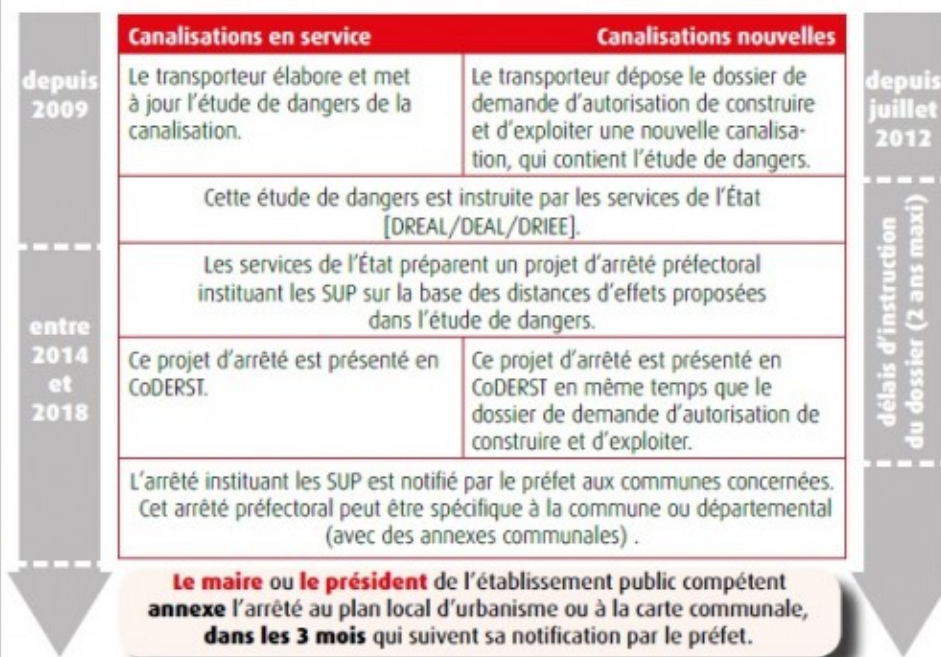 Canalisations en service
Canalisations nouvelles
depuis
2009
Le transporteur élabore et met
à jour l'étude de dangers de la
canalisation.
Le transporteur dépose le dossier de
demande d'autorisation de construire
et d'exploiter une nouvelle canalisa-
tion, qui contient l'étude de dangers.
depuis
juillet
2012
Cette étude de dangers est instruite par les services de l'État
[DREAL/DEAL/DRIEE].
entre
2014
et
2018
Les services de l'État préparent un projet d'arrêté préfectoral
instituant les SUP sur la base des distances d'effets proposées
dans l'étude de dangers.
délais d'instruction
du dossier (2 ans maxi)
Ce projet d'arrêté est présenté en
CoDERST.
Ce projet d'arrêté est présenté en
CoDERST en même temps que le
dossier de demande d'autorisation de
construire et d'exploiter.
L'arrêté instituant les SUP est notifié par le préfet aux communes concernées.
Cet arrêté préfectoral peut être spécifique à la commune ou départemental
(avec des annexes communales) .
Le maire ou le président de l'établissement public compétent
annexe l'arrêté au plan local d'urbanisme ou à la carte communale,
dans les 3 mois qui suivent sa notification par le préfet.